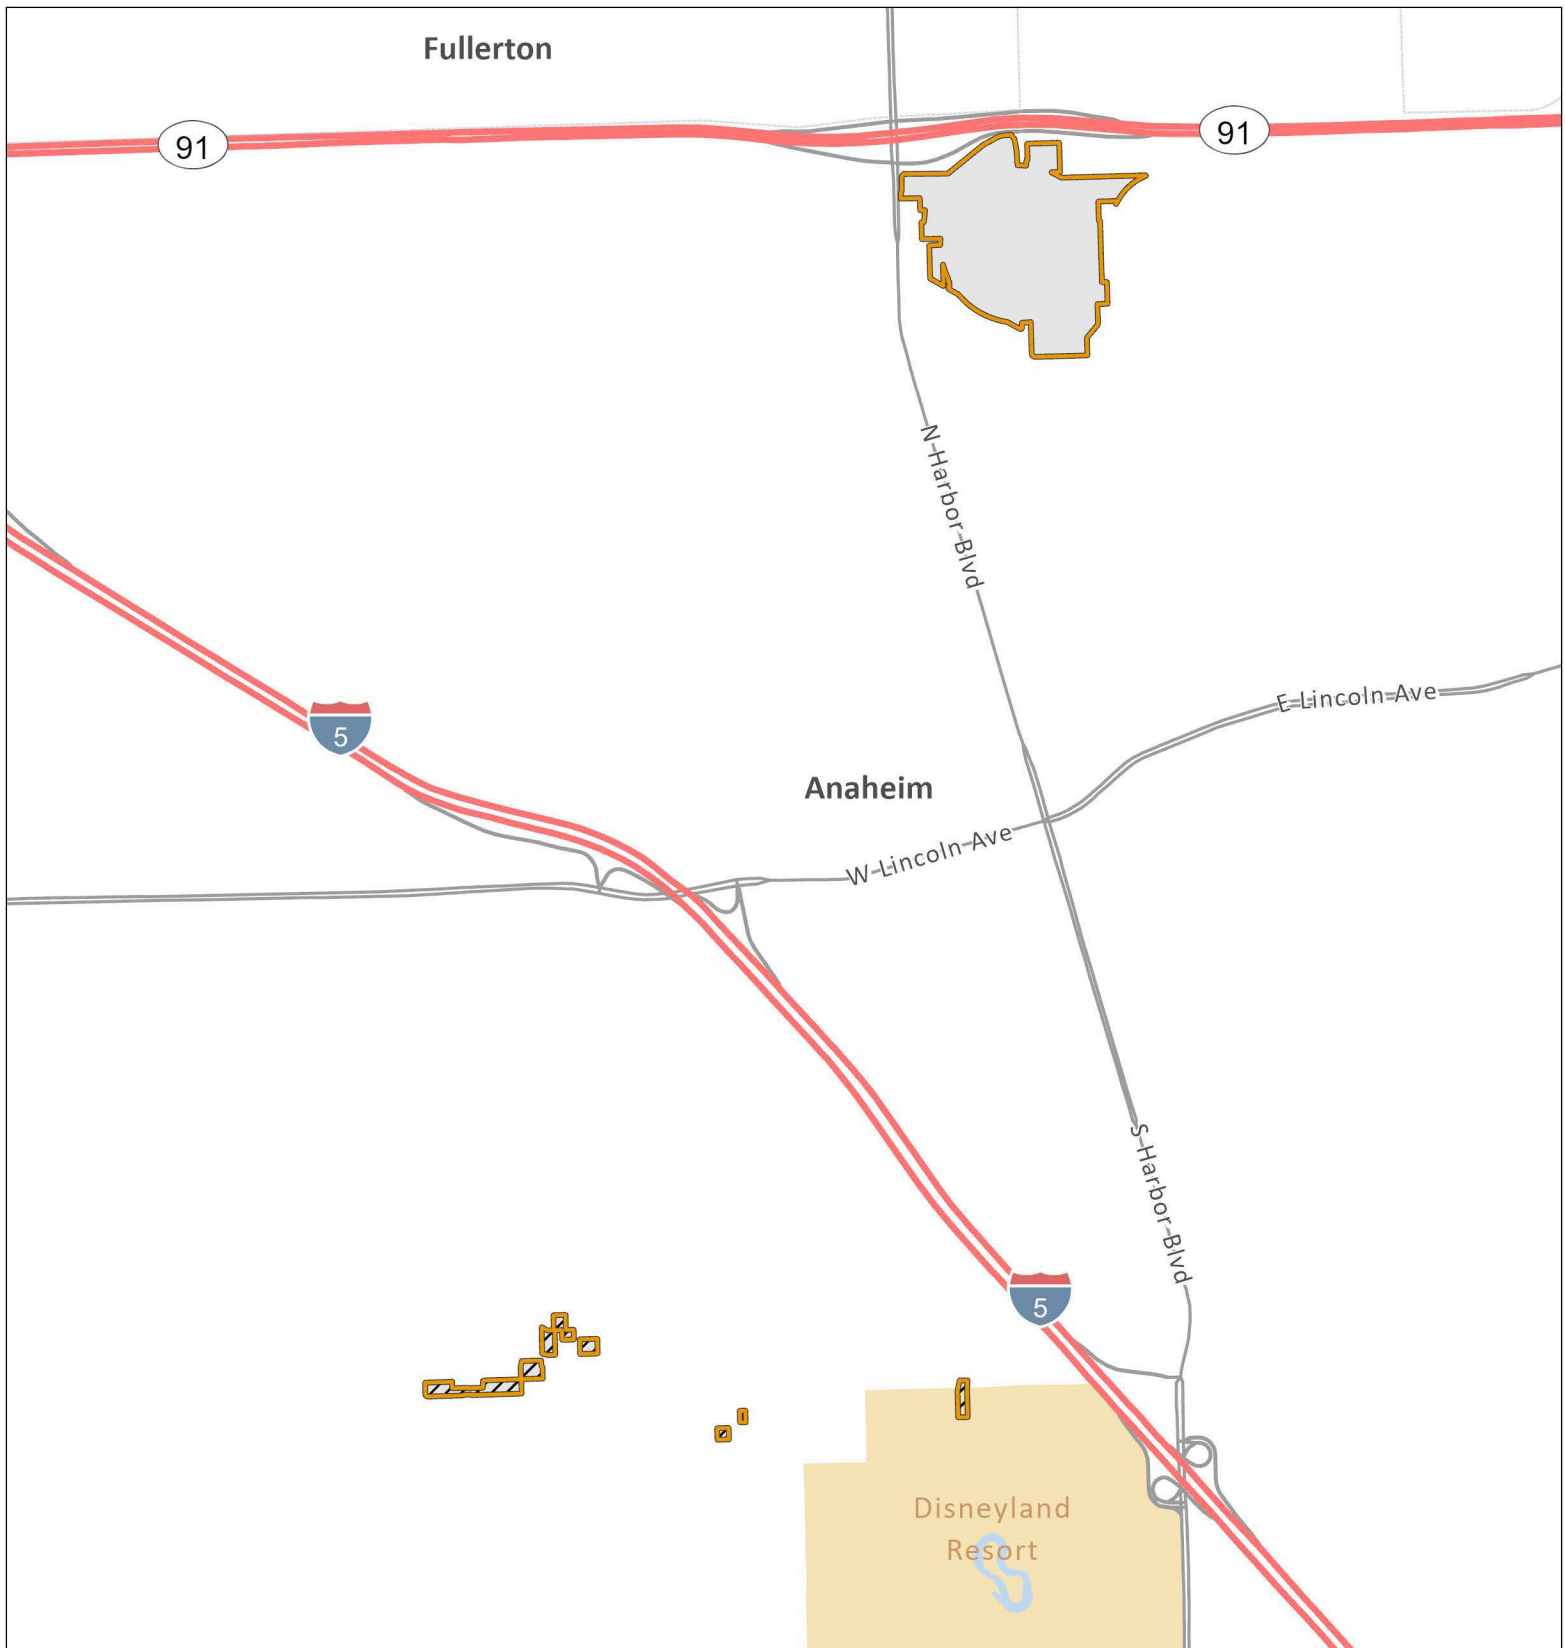 Fullerton
91
91
N Harbor Blvd
5
E Lincoln Ave
Anaheim
W Lincoln Ave
S Harbor Blvd
5
Disneyland
Resort